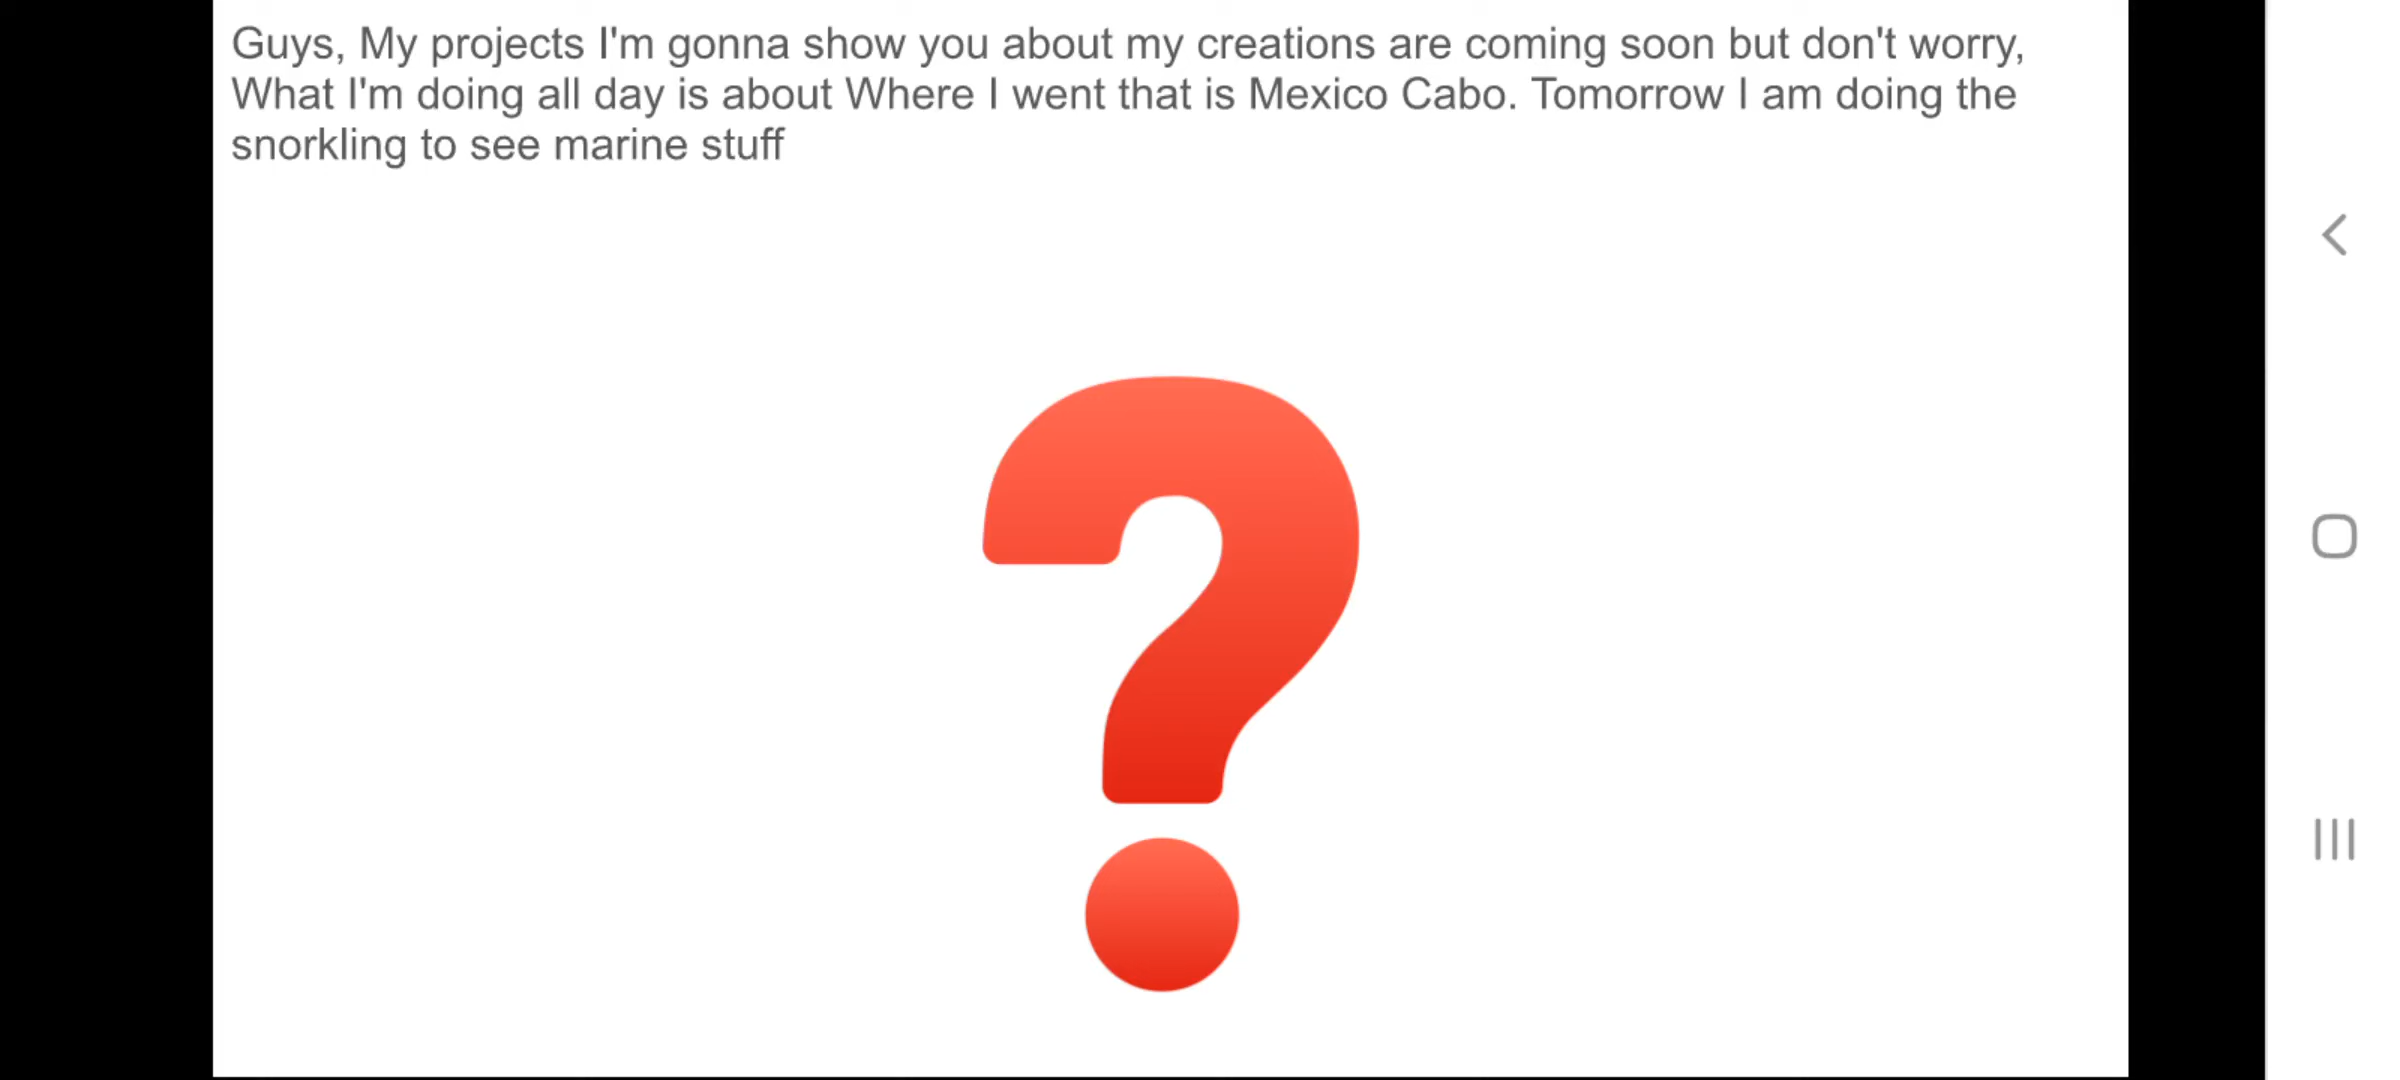 Guys, My projects I'm gonna show you about my creations are coming soon but don't worry,
What I'm doing all day is about Where I went that is Mexico Cabo. Tomorrow I am doing the
snorkling to see marine stuff
?